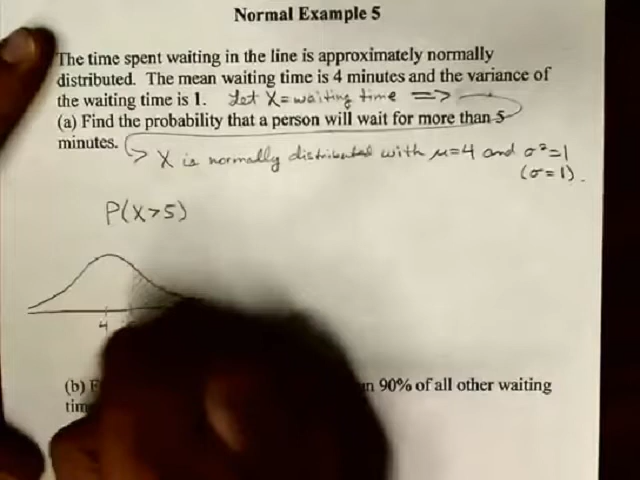 Normal Example 5
The time spent waiting in the line is approximately normally
distributed. The mean waiting time is 4 minutes and the variance of
the waiting time is 1. Let X = waiting time ⇒
(a) Find the probability that a person will wait for more than 5
minutes.
X is normally distributed with μ=4 and σ²=1
(σ=1).
P(X>5)
4
(b) 90% of all other waiting